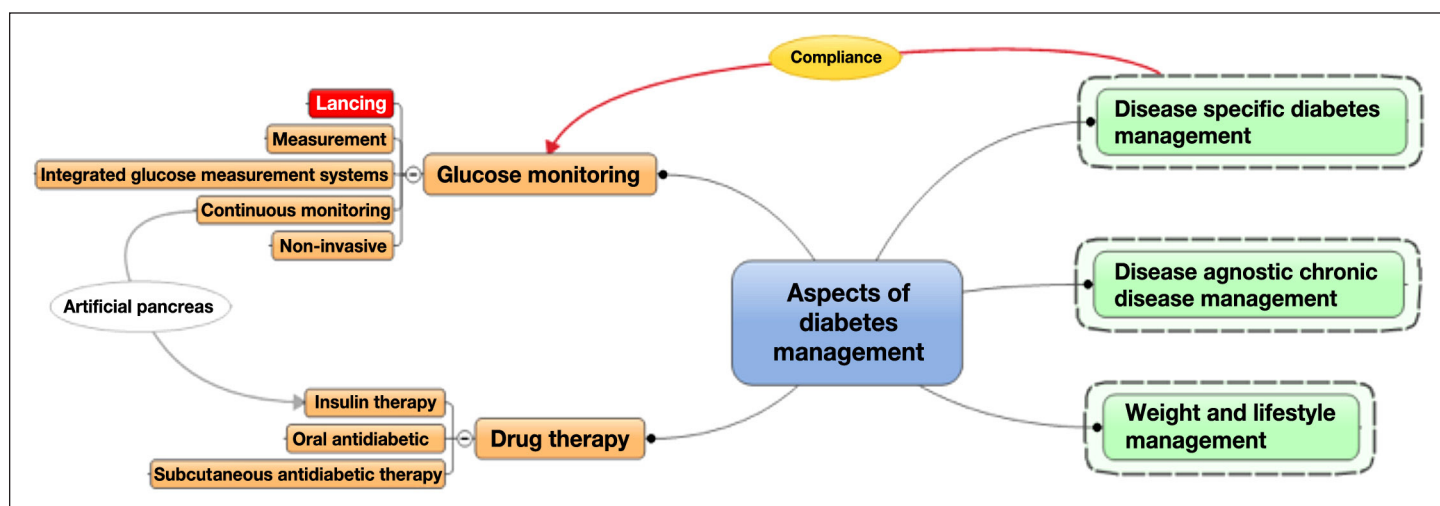 Compliance
Lancing
Measurement
Integrated glucose measurement systems
Continuous monitoring
Non-invasive
Glucose monitoring
Artificial pancreas
Insulin therapy
Oral antidiabetic
Subcutaneous antidiabetic therapy
Drug therapy
Aspects of
diabetes
management
Disease specific diabetes
management
Disease agnostic chronic
disease management
Weight and lifestyle
management